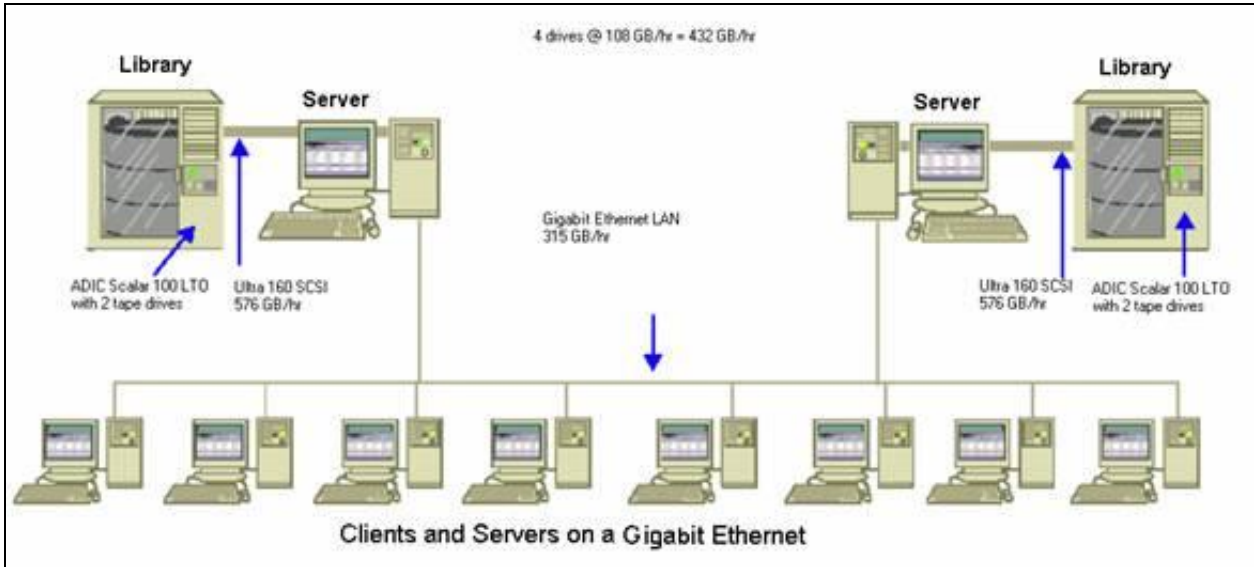 4 drives @ 108 GB/hr = 432 GB/hr
Library
Server
Server
Library
Gigabit Ethernet LAN
315 GB/hr
ADIC Scalar 100 LTO
with 2 tape drives
Ultra 160 SCSI
576 GB/hr
Ultra 160 SCSI
576 GB/hr
ADIC Scalar 100 LTO
with 2 tape drives
Clients and Servers on a Gigabit Ethernet